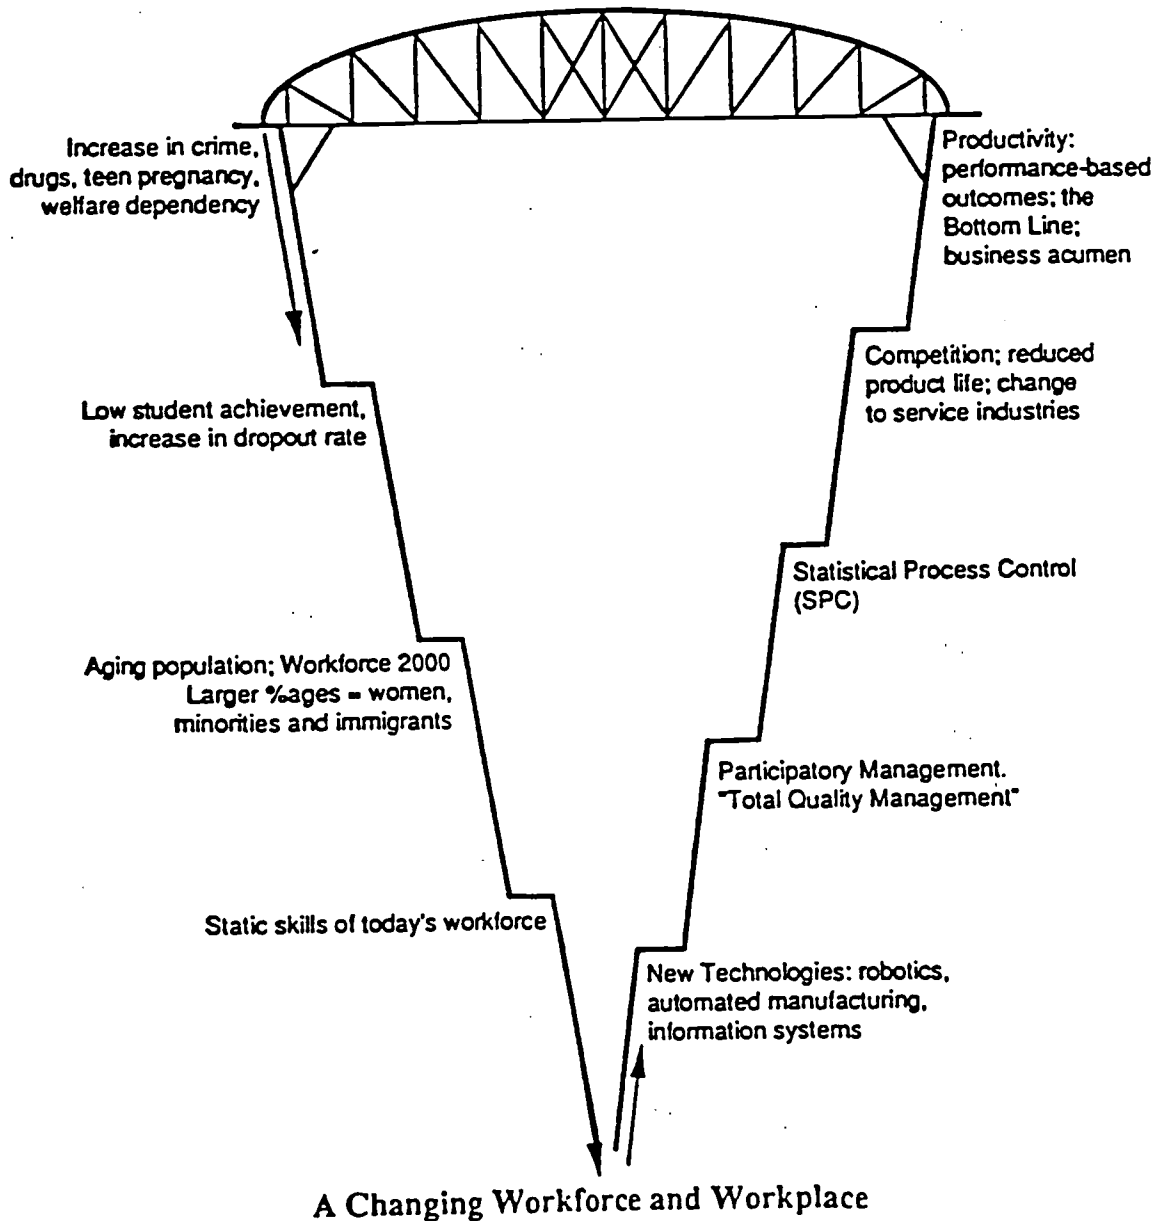 Increase in crime,
drugs, teen pregnancy,
welfare dependency
Low student achievement,
increase in dropout rate
Aging population; Workforce 2000
Larger %ages = women,
minorities and immigrants
Static skills of today's workforce
Productivity:
performance-based
outcomes; the
Bottom Line;
business acumen
Competition; reduced
product life; change
to service industries
Statistical Process Control
(SPC)
Participatory Management.
"Total Quality Management"
New Technologies: robotics,
automated manufacturing,
information systems
A Changing Workforce and Workplace